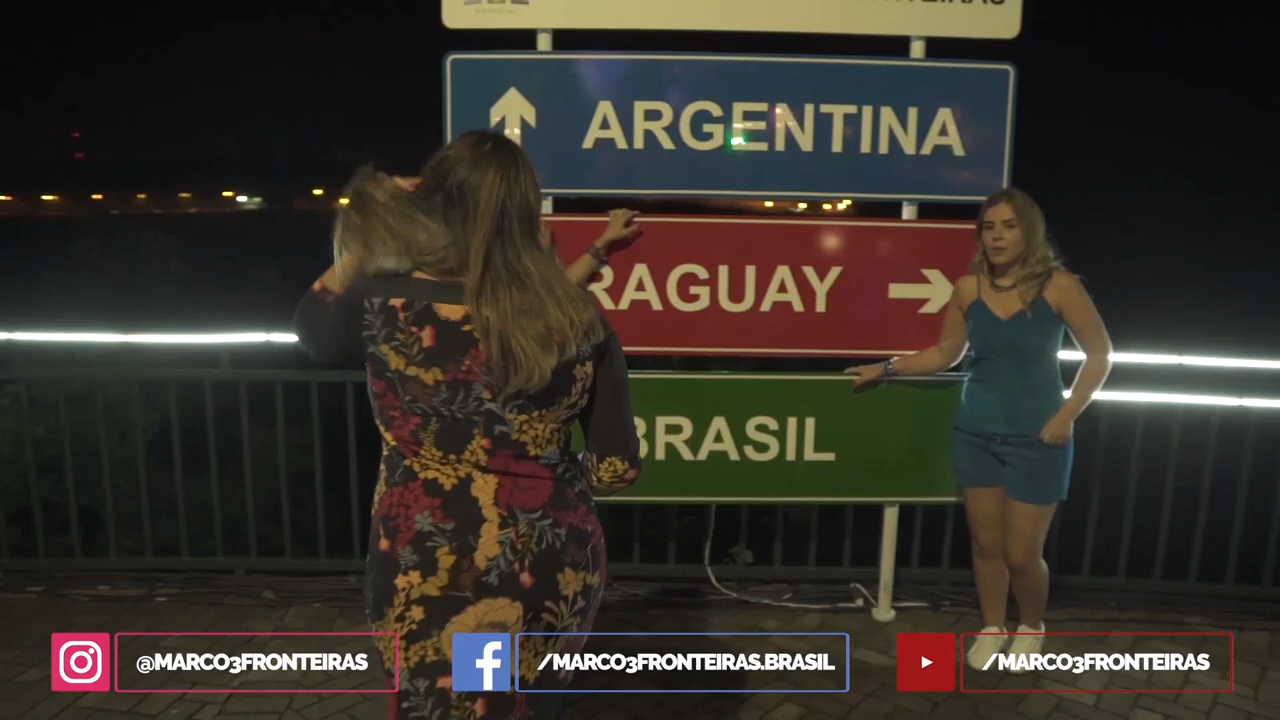 ARGENTINA
RAGUAY
BRASIL
@MARCO3FRONTEIRAS
/MARCO3FRONTEIRAS.BRASIL
/MARCO3FRONTEIRAS